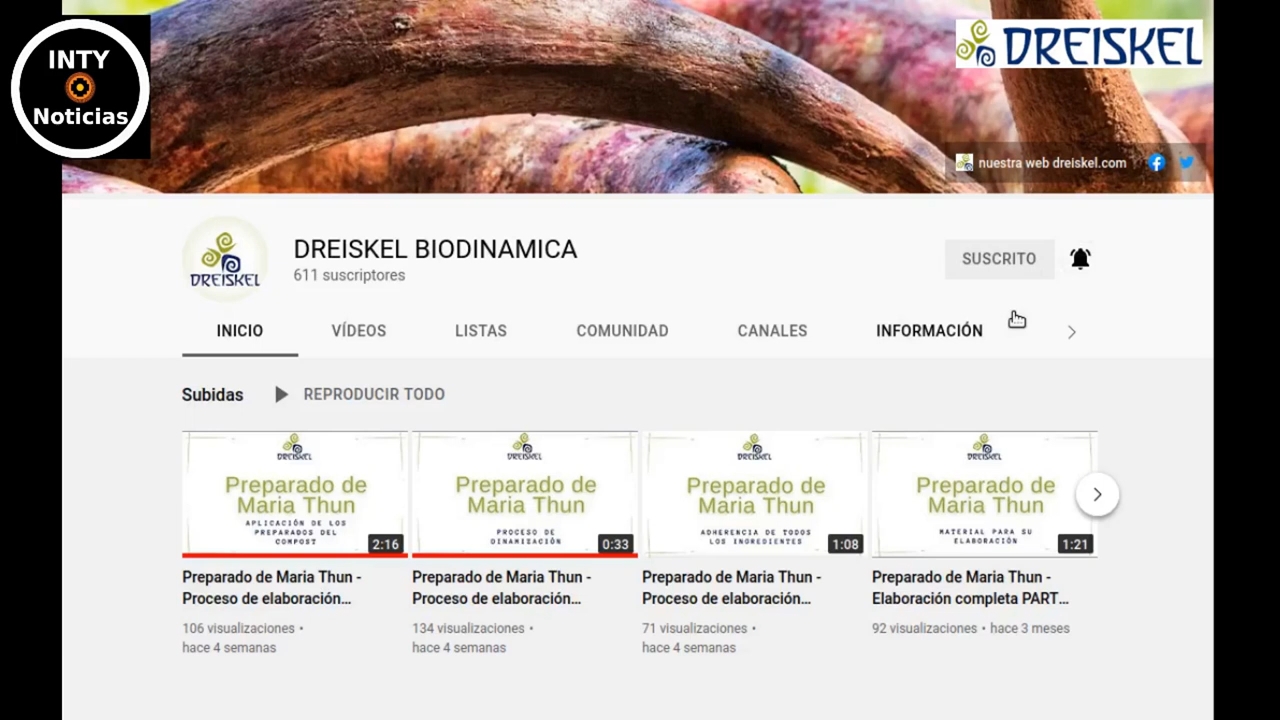 INTY
Noticias
DREISKEL
nuestra web dreiskel.com
DREISKEL
DREISKEL BIODINAMICA
611 suscriptores
SUSCRITO
INICIO
VÍDEOS
LISTAS
COMUNIDAD
CANALES
INFORMACIÓN
Subidas
REPRODUCIR TODO
DREISKEL
Preparado de
Maria Thun
APLICACIÓN DE LOS
PREPARADOS DEL
COMPOST
2:16
Preparado de Maria Thun -
Proceso de elaboración...
106 visualizaciones •
hace 4 semanas
DREISKEL
Preparado de
Maria Thun
PROCESO DE
DINAMIZACIÓN
0:33
Preparado de Maria Thun -
Proceso de elaboración...
134 visualizaciones •
hace 4 semanas
DREISKEL
Preparado de
Maria Thun
ADHERENCIA DE TODOS
LOS INGREDIENTES
1:08
Preparado de Maria Thun -
Proceso de elaboración...
71 visualizaciones •
hace 4 semanas
DREISKEL
Preparado de
Maria Thun
MATERIAL PARA SU
ELABORACIÓN
1:21
Preparado de Maria Thun -
Elaboración completa PART...
92 visualizaciones • hace 3 meses